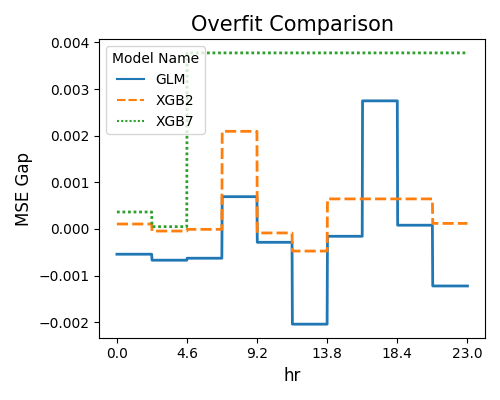 Overfit Comparison
MSE Gap
0.004
0.003
0.002
0.001
0.000
−0.001
−0.002
Model Name
GLM
XGB2
XGB7
0.0 4.6 9.2 13.8 18.4 23.0
hr